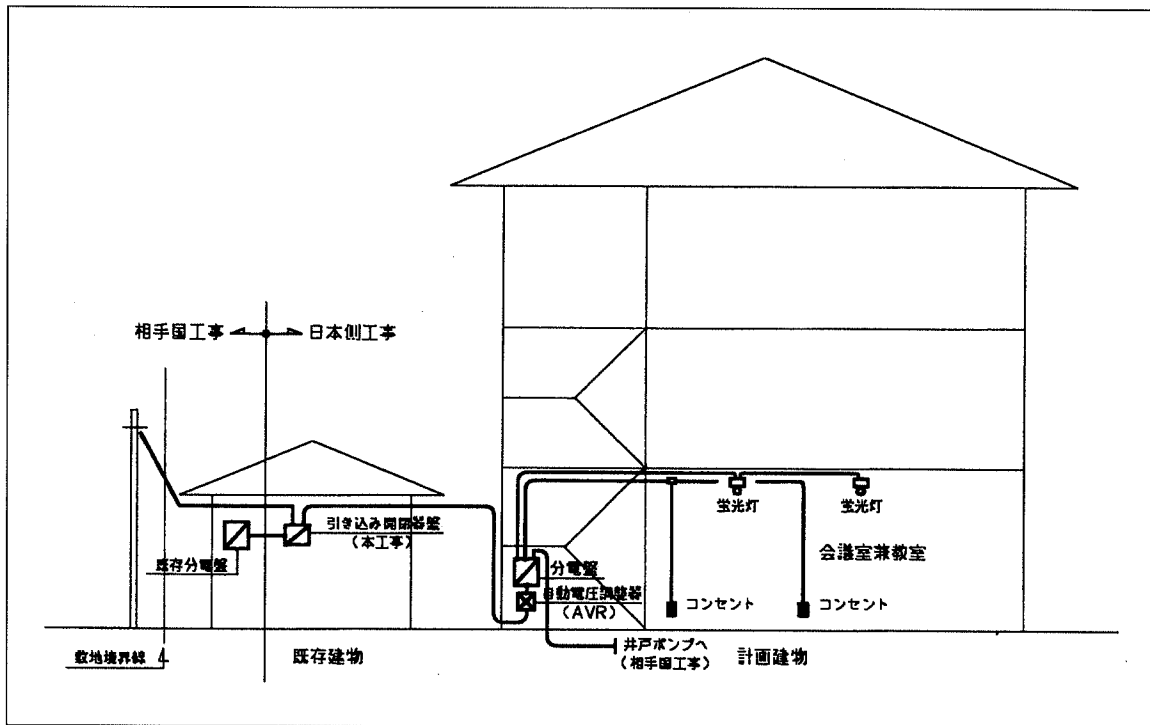 相手国工事
日本側工事
引き込み開閉器盤
(本工事)
既存分電盤
蛍光灯
蛍光灯
会議室兼教室
分電盤
自動電圧調整器
(AVR)
コンセント
コンセント
敷地境界線
既存建物
井戸ポンプへ
(相手国工事)
計画建物